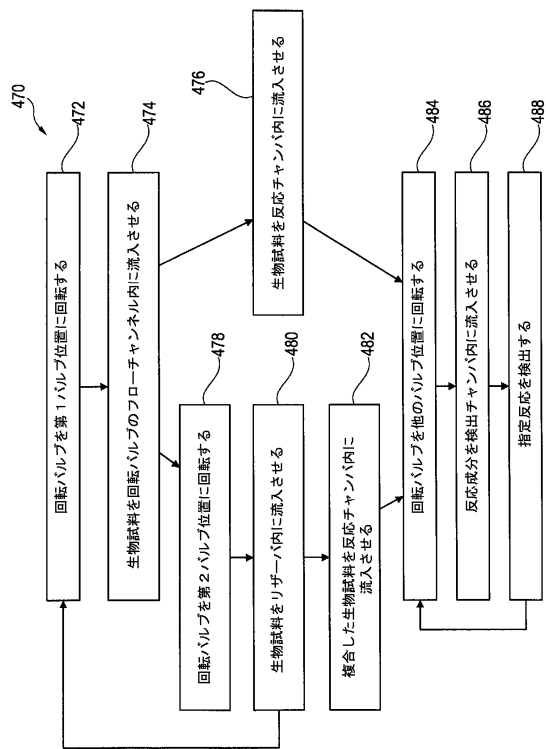 470
回転バルブを第1バルブ位置に回転する
472
生物試料を回転バルブのフローチャンネル内に流入させる
474
生物試料を反応チャンバ内に流入させる
476
回転バルブを第2バルブ位置に回転する
478
生物試料をリザーバ内に流入させる
480
複合した生物試料を反応チャンバ内に
流入させる
482
回転バルブを他のバルブ位置に回転する
484
反応成分を検出チャンバ内に流入させる
486
指定反応を検出する
488